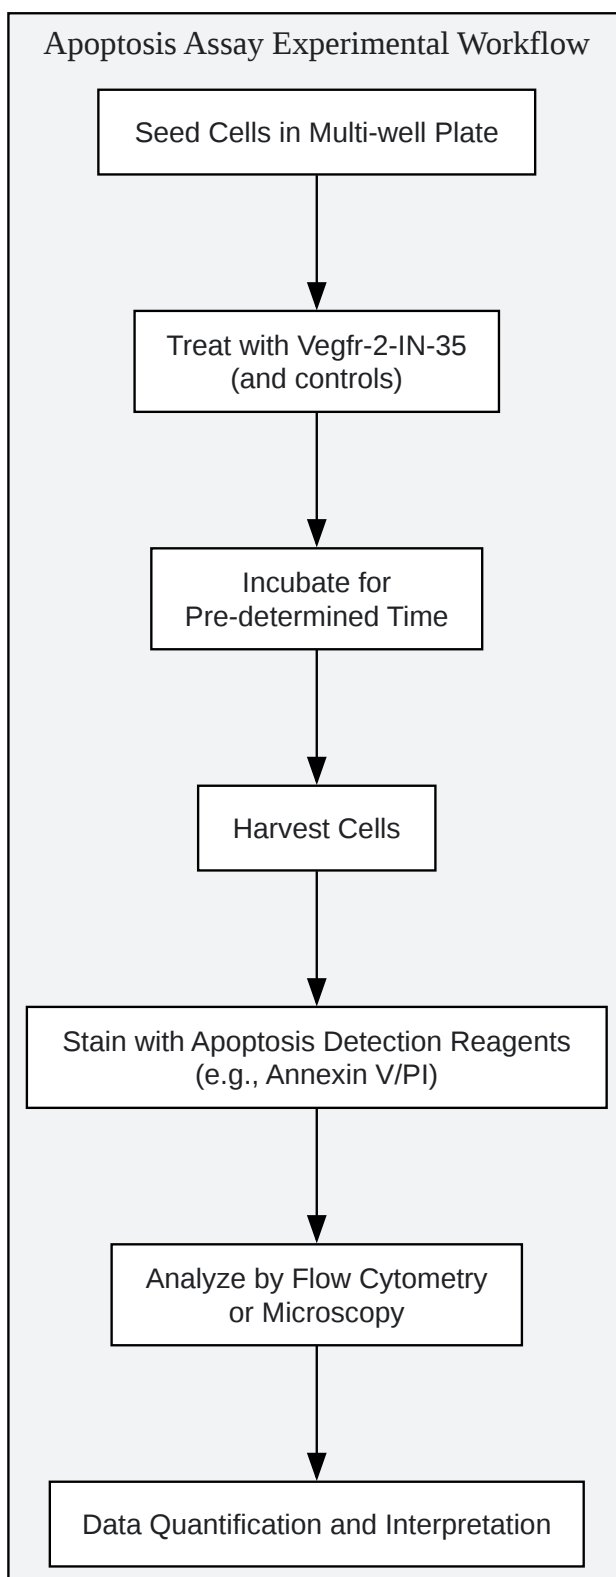 Apoptosis Assay Experimental Workflow
Seed Cells in Multi-well Plate
Treat with Vegfr-2-IN-35
(and controls)
Incubate for
Pre-determined Time
Harvest Cells
Stain with Apoptosis Detection Reagents
(e.g., Annexin V/PI)
Analyze by Flow Cytometry
or Microscopy
Data Quantification and Interpretation